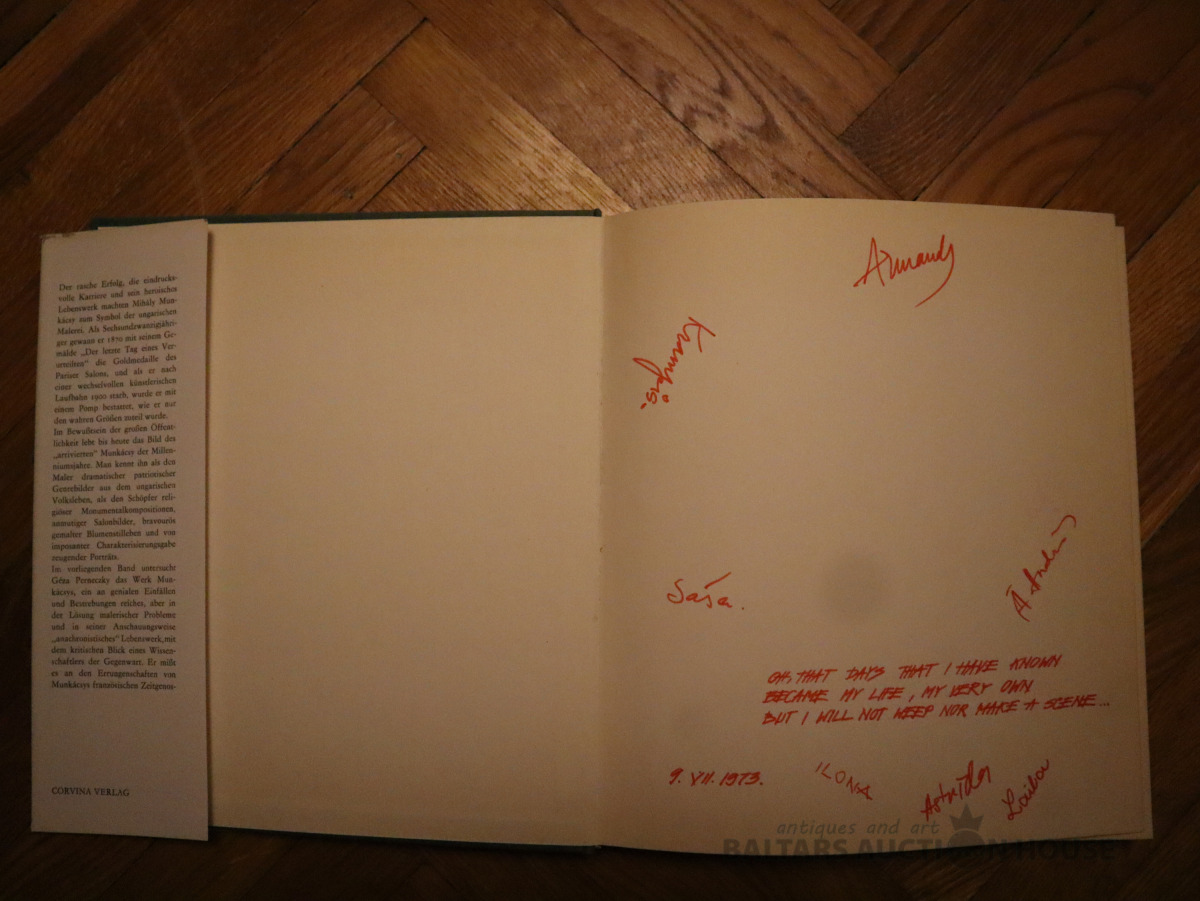 Der rasche Erfolg, die eindrucks-
volle Karriere und sein heroisches
Lebenswerk machten Mihály Mun-
kácsy zum Symbol der ungarischen
Malerei. Als Sechsundzwanzigjähri-
ger gewann er 1870 mit seinem Ge-
mälde „Der letzte Tag eines Ver-
urteilten“ die Goldmedaille des
Pariser Salons, und als er nach
einer wechselvollen künstlerischen
Laufbahn 1900 starb, wurde er mit
einem Pomp bestattet, wie er nur
den wahren Größen zuteil wurde.
Im Bewußtsein der großen Öffent-
lichkeit lebt bis heute das Bild des
„arrivierten“ Munkácsy der Millen-
niumsjahre. Man kennt ihn als den
Maler dramatischer patriotischer
Genrebilder aus dem ungarischen
Volksleben, als den Schöpfer reli-
giöser Monumentalkompositionen,
anmutiger Salonbilder, bravourös
gemalter Blumenstilleben und von
imposanter Charakterisierungsgabe
zeugender Porträts.
Im vorliegenden Band untersucht
Géza Perneczky das Werk Mun-
kácsys, ein an genialen Einfällen
und Bestrebungen reiches, aber in
der Lösung malerischer Probleme
und in seiner Anschauungsweise
„anachronistisches“ Lebenswerk, mit
dem kritischen Blick eines Wissen-
schaftlers der Gegenwart. Er mißt
es an den Errungenschaften von
Munkácsys französischen Zeitgenos-
CORVINA VERLAG
Armands
Saša.
OH, THAT DAYS THAT I HAVE KNOWN
BECAME MY LIFE, MY VERY OWN
BUT I WILL NOT WEEP NOR MAKE A SCENE...
9. VII. 1973.
ILONA
Astrīda
antiques and art
BALTARS AUCTION HOUSE